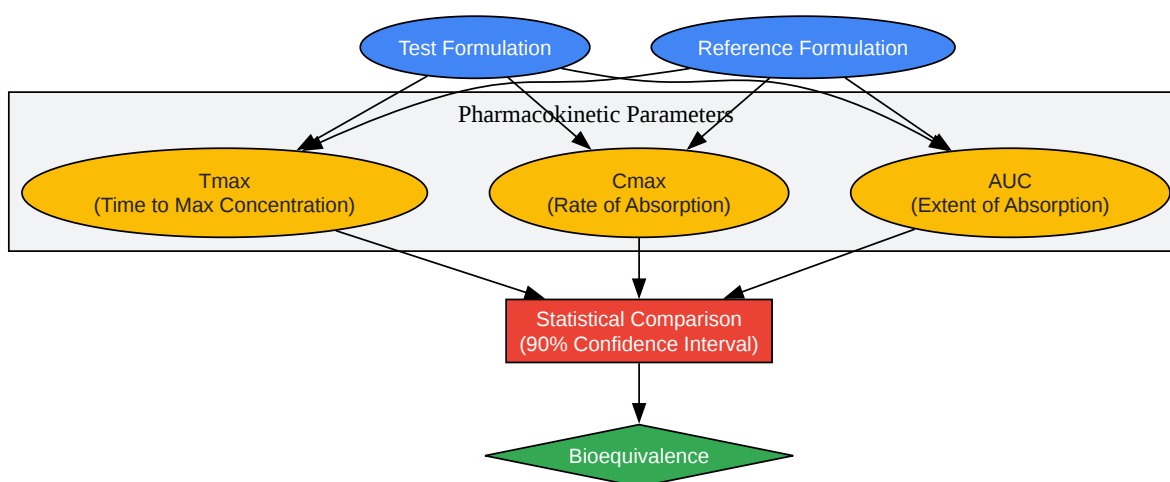 Test Formulation
Reference Formulation
Pharmacokinetic Parameters
Tmax
(Time to Max Concentration)
Cmax
(Rate of Absorption)
AUC
(Extent of Absorption)
Statistical Comparison
(90% Confidence Interval)
Bioequivalence